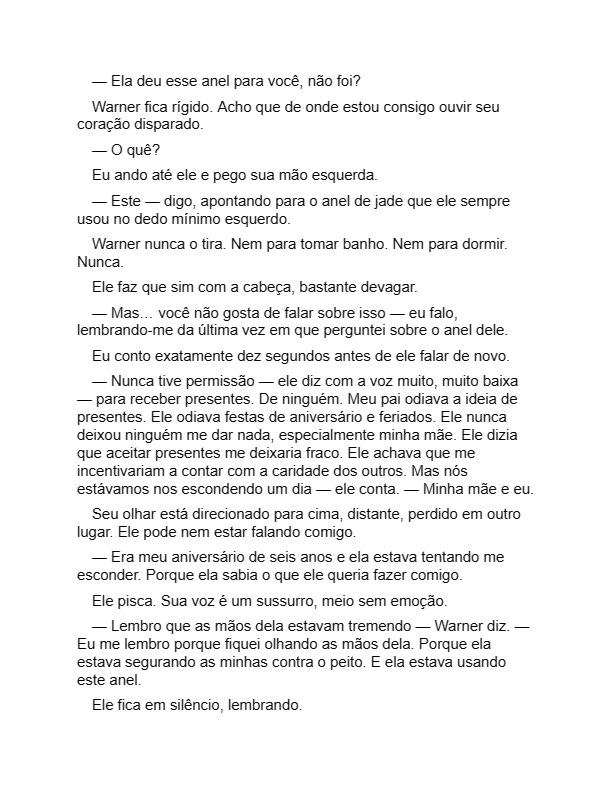 — Ela deu esse anel para você, não foi?
Warner fica rígido. Acho que de onde estou consigo ouvir seu
coração disparado.
— O quê?
Eu ando até ele e pego sua mão esquerda.
— Este — digo, apontando para o anel de jade que ele sempre
usou no dedo mínimo esquerdo.
Warner nunca o tira. Nem para tomar banho. Nem para dormir.
Nunca.
Ele faz que sim com a cabeça, bastante devagar.
— Mas… você não gosta de falar sobre isso — eu falo,
lembrando-me da última vez em que perguntei sobre o anel dele.
Eu conto exatamente dez segundos antes de ele falar de novo.
— Nunca tive permissão — ele diz com a voz muito, muito baixa
— para receber presentes. De ninguém. Meu pai odiava a ideia de
presentes. Ele odiava festas de aniversário e feriados. Ele nunca
deixou ninguém me dar nada, especialmente minha mãe. Ele dizia
que aceitar presentes me deixaria fraco. Ele achava que me
incentivariam a contar com a caridade dos outros. Mas nós
estávamos nos escondendo um dia — ele conta. — Minha mãe e eu.
Seu olhar está direcionado para cima, distante, perdido em outro
lugar. Ele pode nem estar falando comigo.
— Era meu aniversário de seis anos e ela estava tentando me
esconder. Porque ela sabia o que ele queria fazer comigo.
Ele pisca. Sua voz é um sussurro, meio sem emoção.
— Lembro que as mãos dela estavam tremendo — Warner diz. —
Eu me lembro porque fiquei olhando as mãos dela. Porque ela
estava segurando as minhas contra o peito. E ela estava usando
este anel.
Ele fica em silêncio, lembrando.